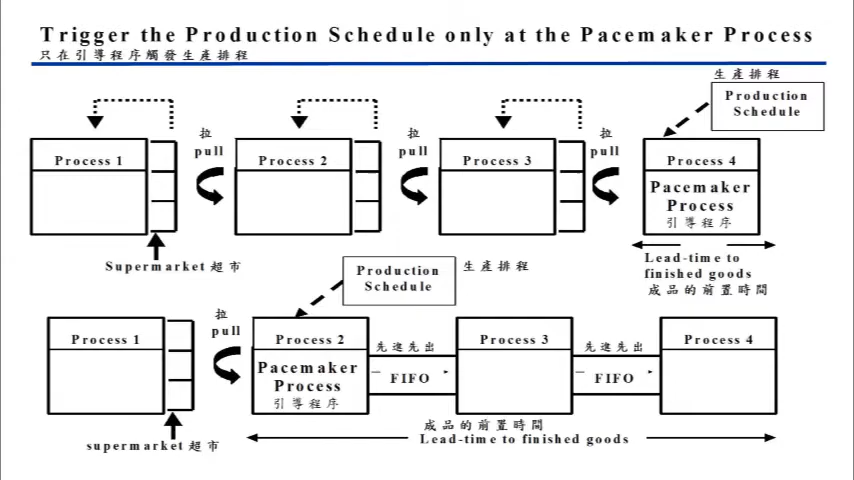 Trigger the Production Schedule only at the Pacemaker Process
只在引導程序觸發生產排程
生產排程
Production
Schedule
拉
pull
拉
pull
拉
pull
Process 1
Process 2
Process 3
Process 4
Pacemaker
Process
引導程序
Supermarket 超市
Lead-time to
finished goods
成品的前置時間
Production
Schedule
生產排程
拉
pull
Process 1
Process 2
Pacemaker
Process
引導程序
先進先出
FIFO
Process 3
先進先出
FIFO
Process 4
supermarket 超市
成品的前置時間
Lead-time to finished goods